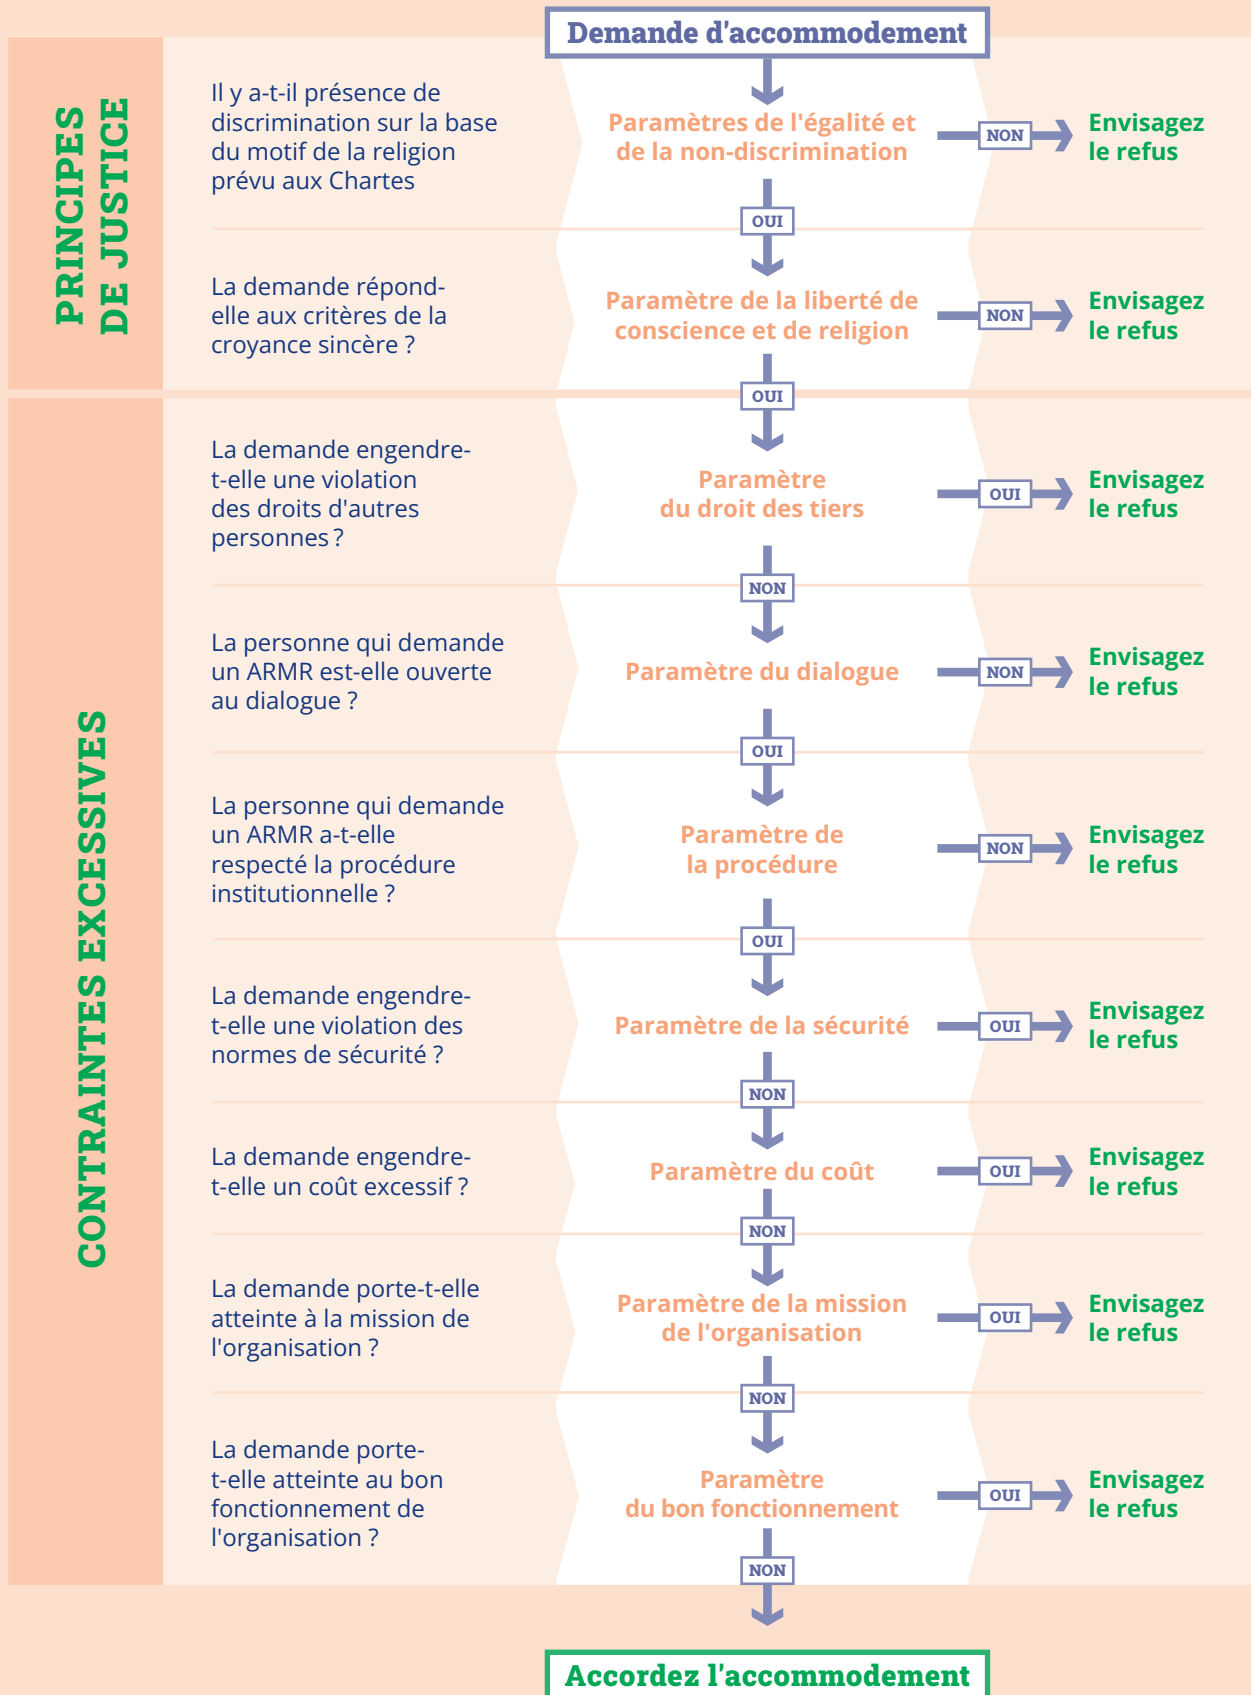 Demande d'accommodement
PRINCIPES
DE JUSTICE
Il y a-t-il présence de
discrimination sur la base
du motif de la religion
prévu aux Chartes
Paramètres de l'égalité et
de la non-discrimination
NON
Envisagez
le refus
OUI
La demande répond-
elle aux critères de la
croyance sincère ?
Paramètre de la liberté de
conscience et de religion
NON
Envisagez
le refus
OUI
CONTRAINTES EXCESSIVES
La demande engendre-
t-elle une violation
des droits d'autres
personnes ?
Paramètre
du droit des tiers
OUI
Envisagez
le refus
NON
La personne qui demande
un ARMR est-elle ouverte
au dialogue ?
Paramètre du dialogue
NON
Envisagez
le refus
OUI
La personne qui demande
un ARMR a-t-elle
respecté la procédure
institutionnelle ?
Paramètre de
la procédure
NON
Envisagez
le refus
OUI
La demande engendre-
t-elle une violation des
normes de sécurité ?
Paramètre de la sécurité
OUI
Envisagez
le refus
NON
La demande engendre-
t-elle un coût excessif ?
Paramètre du coût
OUI
Envisagez
le refus
NON
La demande porte-t-elle
atteinte à la mission de
l'organisation ?
Paramètre de la mission
de l'organisation
OUI
Envisagez
le refus
NON
La demande porte-
t-elle atteinte au bon
fonctionnement de
l'organisation ?
Paramètre
du bon fonctionnement
OUI
Envisagez
le refus
NON
Accordez l'accommodement